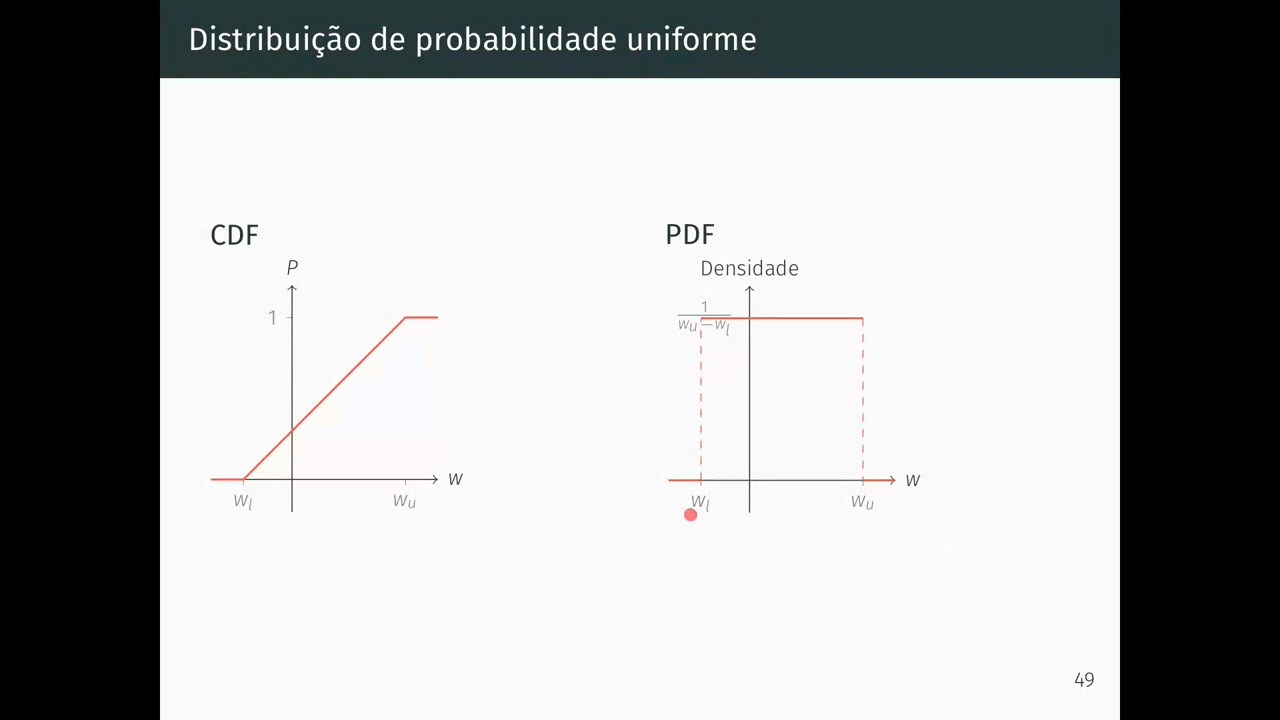 Distribuição de probabilidade uniforme
CDF
P
1
w
w_l
w_u
PDF
Densidade
1
w_u − w_l
w
w_l
w_u
49